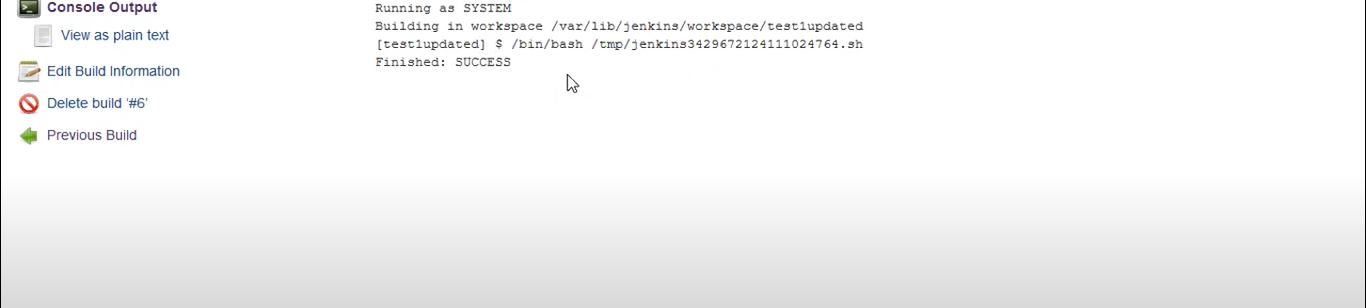 Console Output
View as plain text
Edit Build Information
Delete build '#6'
Previous Build
Running as SYSTEM
Building in workspace /var/lib/jenkins/workspace/test1updated
[test1updated] $ /bin/bash /tmp/jenkins3429672124111024764.sh
Finished: SUCCESS